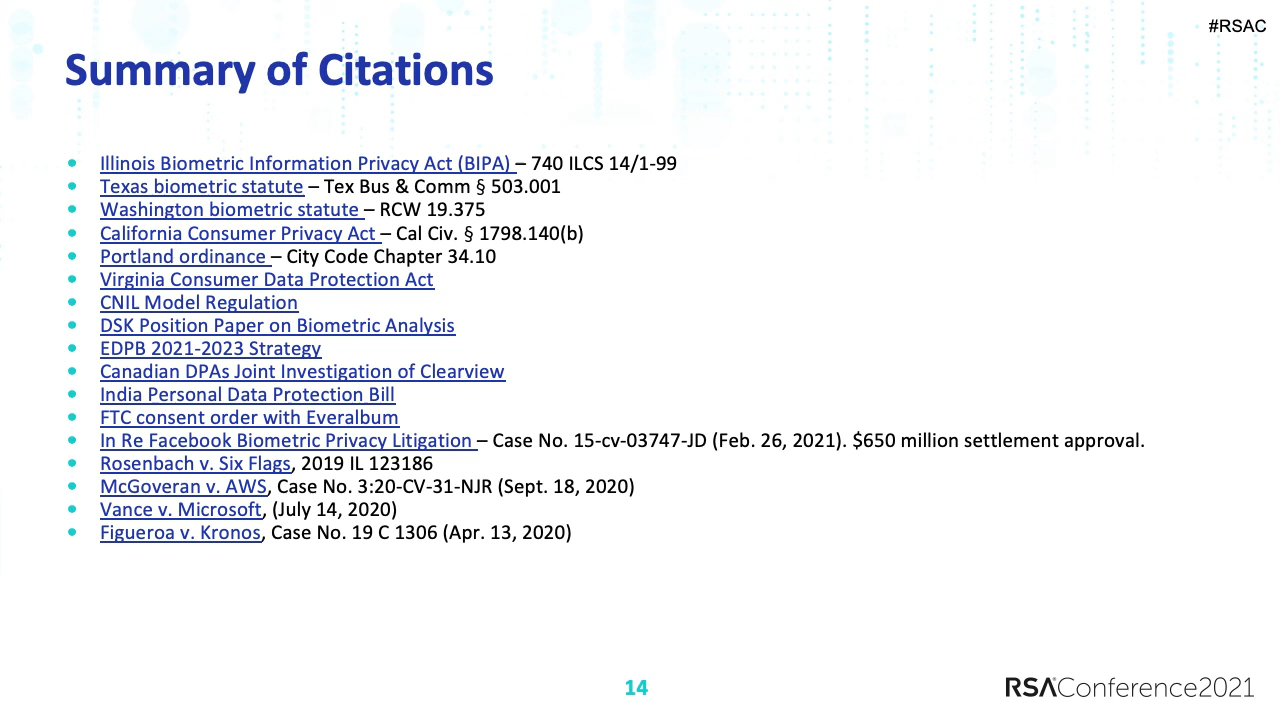 #RSAC
Summary of Citations
• Illinois Biometric Information Privacy Act (BIPA) – 740 ILCS 14/1-99
• Texas biometric statute – Tex Bus & Comm § 503.001
• Washington biometric statute – RCW 19.375
• California Consumer Privacy Act – Cal Civ. § 1798.140(b)
• Portland ordinance – City Code Chapter 34.10
• Virginia Consumer Data Protection Act
• CNIL Model Regulation
• DSK Position Paper on Biometric Analysis
• EDPB 2021-2023 Strategy
• Canadian DPAs Joint Investigation of Clearview
• India Personal Data Protection Bill
• FTC consent order with Everalbum
• In Re Facebook Biometric Privacy Litigation – Case No. 15-cv-03747-JD (Feb. 26, 2021). $650 million settlement approval.
• Rosenbach v. Six Flags, 2019 IL 123186
• McGoveran v. AWS, Case No. 3:20-CV-31-NJR (Sept. 18, 2020)
• Vance v. Microsoft, (July 14, 2020)
• Figueroa v. Kronos, Case No. 19 C 1306 (Apr. 13, 2020)
14
RSAConference2021